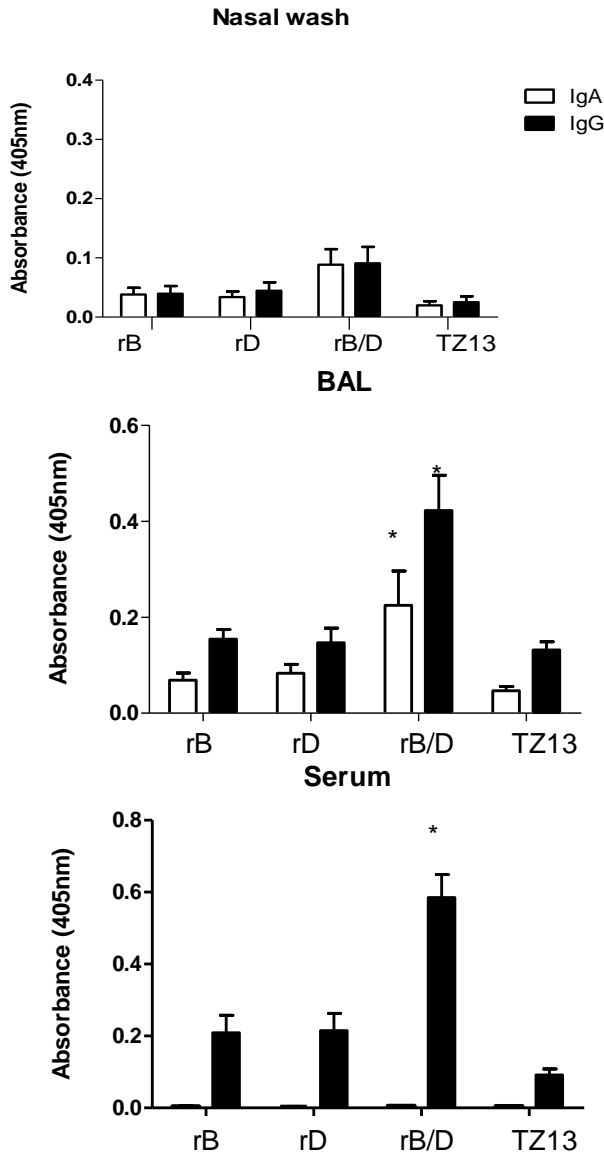 Nasal wash
Absorbance (405nm)
0.4
0.3
0.2
0.1
0.0
IgA
IgG
rB rD rB/D TZ13
BAL
Absorbance (405nm)
0.6
0.4
0.2
0.0
*
*
rB rD rB/D TZ13
Serum
Absorbance (405nm)
0.8
0.6
0.4
0.2
0.0
*
rB rD rB/D TZ13